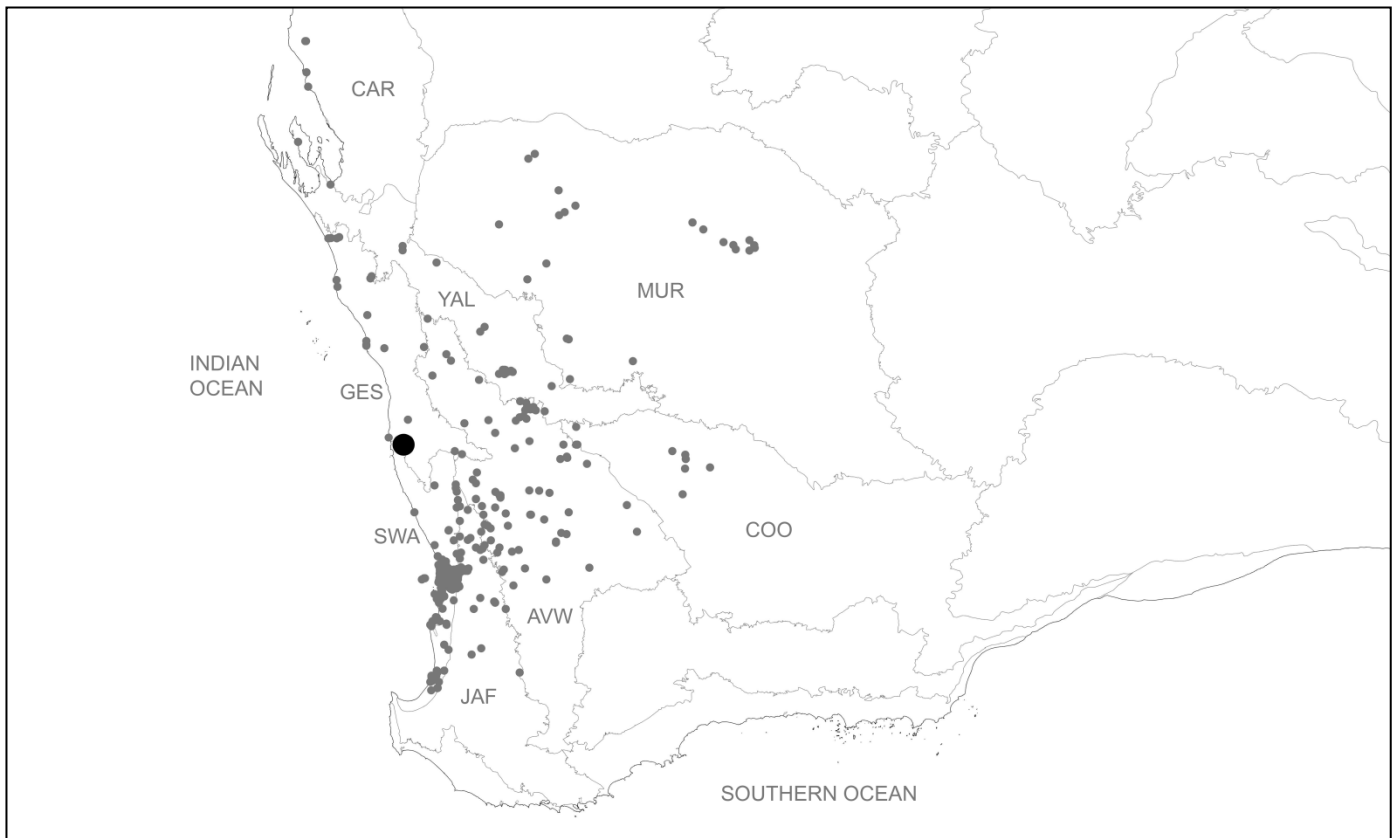 CAR
MUR
YAL
INDIAN
OCEAN
GES
SWA
COO
AVW
JAF
SOUTHERN OCEAN